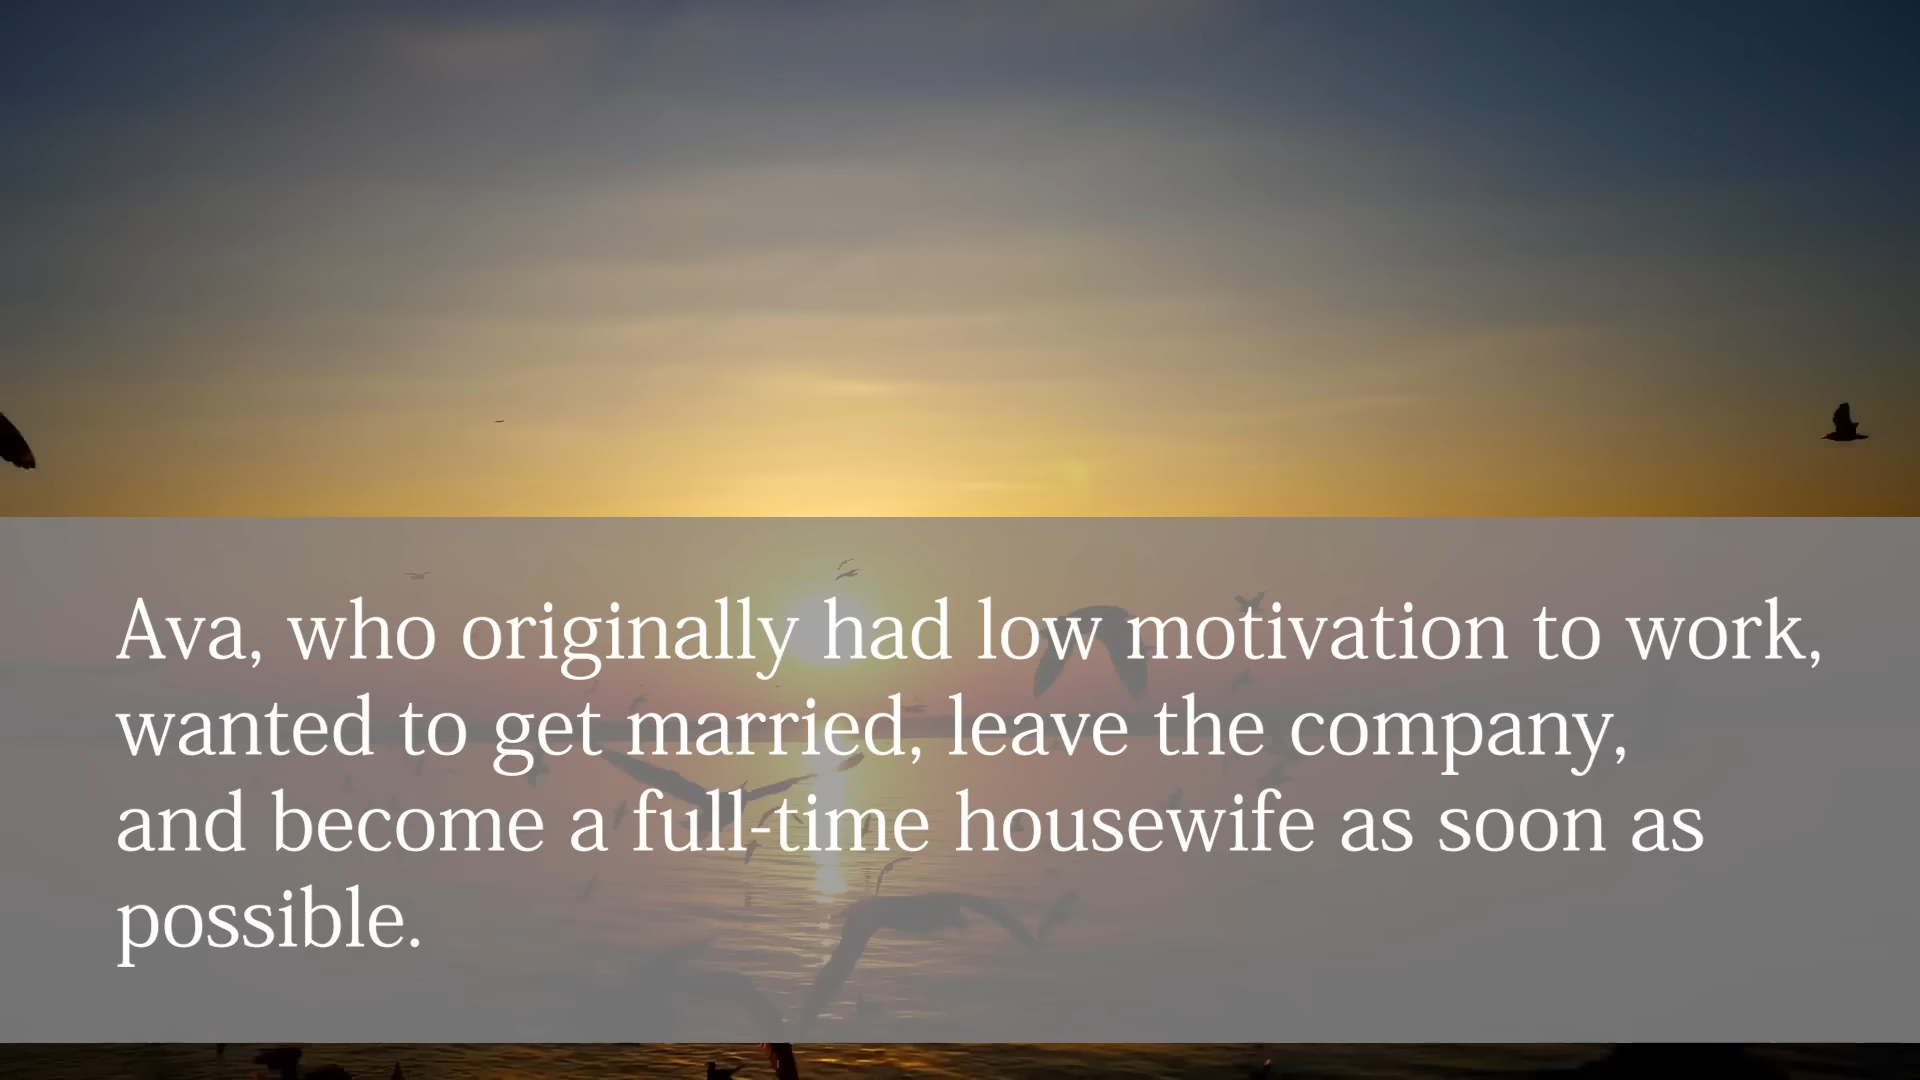 Ava, who originally had low motivation to work,
wanted to get married, leave the company,
and become a full-time housewife as soon as
possible.